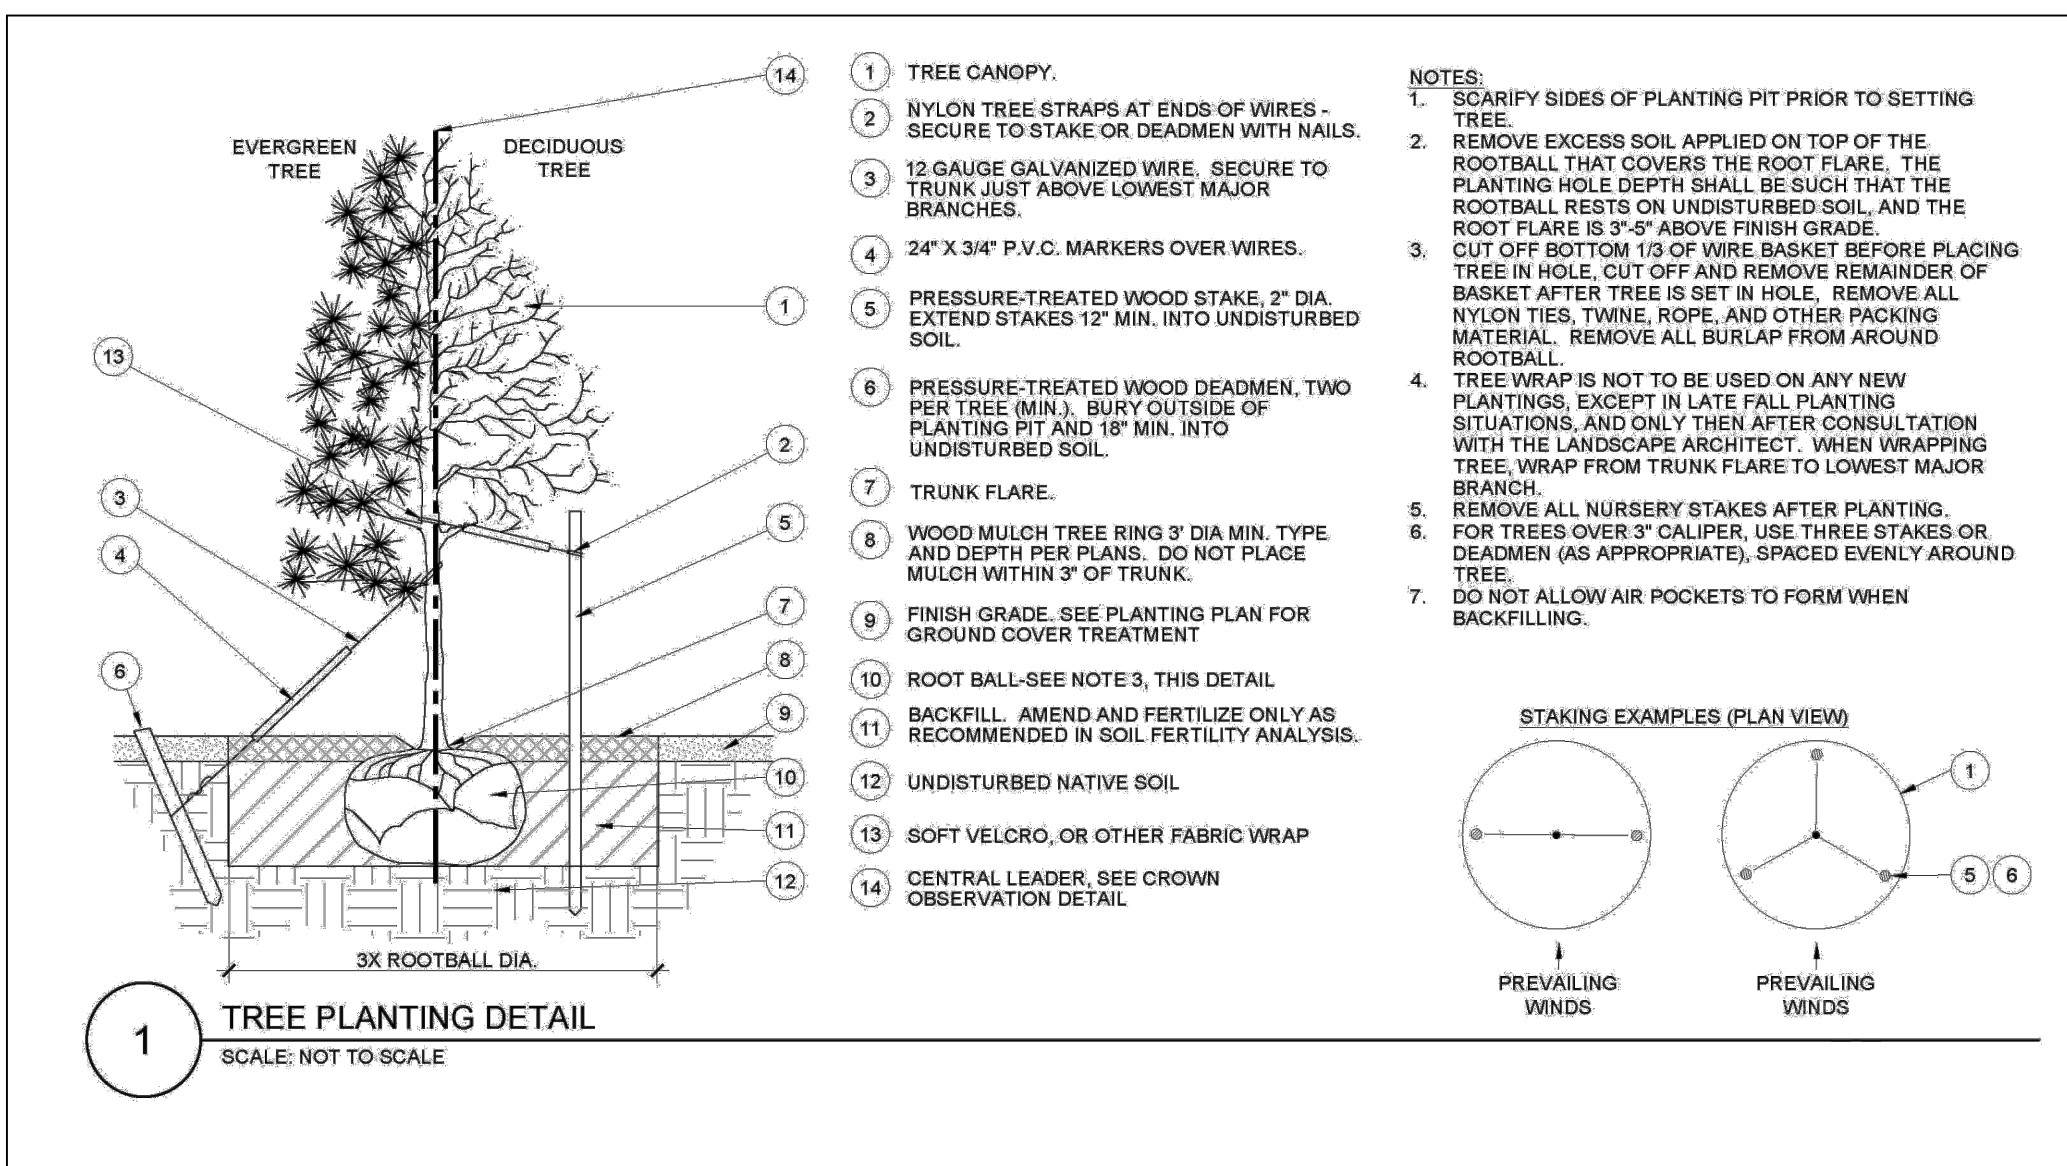 EVERGREEN
TREE
DECIDUOUS
TREE
14
1
13
2
3
5
4
7
8
6
9
10
11
12
3X ROOTBALL DIA.
1
TREE PLANTING DETAIL
SCALE: NOT TO SCALE
1 TREE CANOPY.
2 NYLON TREE STRAPS AT ENDS OF WIRES -
SECURE TO STAKE OR DEADMEN WITH NAILS.
3 12 GAUGE GALVANIZED WIRE. SECURE TO
TRUNK JUST ABOVE LOWEST MAJOR
BRANCHES.
4 24" X 3/4" P.V.C. MARKERS OVER WIRES.
5 PRESSURE-TREATED WOOD STAKE, 2" DIA.
EXTEND STAKES 12" MIN. INTO UNDISTURBED
SOIL.
6 PRESSURE-TREATED WOOD DEADMEN, TWO
PER TREE (MIN.). BURY OUTSIDE OF
PLANTING PIT AND 18" MIN. INTO
UNDISTURBED SOIL.
7 TRUNK FLARE.
8 WOOD MULCH TREE RING 3' DIA MIN. TYPE
AND DEPTH PER PLANS. DO NOT PLACE
MULCH WITHIN 3" OF TRUNK.
9 FINISH GRADE. SEE PLANTING PLAN FOR
GROUND COVER TREATMENT
10 ROOT BALL-SEE NOTE 3, THIS DETAIL
11 BACKFILL. AMEND AND FERTILIZE ONLY AS
RECOMMENDED IN SOIL FERTILITY ANALYSIS.
12 UNDISTURBED NATIVE SOIL
13 SOFT VELCRO, OR OTHER FABRIC WRAP
14 CENTRAL LEADER, SEE CROWN
OBSERVATION DETAIL
NOTES:
1. SCARIFY SIDES OF PLANTING PIT PRIOR TO SETTING
TREE.
2. REMOVE EXCESS SOIL APPLIED ON TOP OF THE
ROOTBALL THAT COVERS THE ROOT FLARE. THE
PLANTING HOLE DEPTH SHALL BE SUCH THAT THE
ROOTBALL RESTS ON UNDISTURBED SOIL, AND THE
ROOT FLARE IS 3"-5" ABOVE FINISH GRADE.
3. CUT OFF BOTTOM 1/3 OF WIRE BASKET BEFORE PLACING
TREE IN HOLE, CUT OFF AND REMOVE REMAINDER OF
BASKET AFTER TREE IS SET IN HOLE, REMOVE ALL
NYLON TIES, TWINE, ROPE, AND OTHER PACKING
MATERIAL. REMOVE ALL BURLAP FROM AROUND
ROOTBALL.
4. TREE WRAP IS NOT TO BE USED ON ANY NEW
PLANTINGS, EXCEPT IN LATE FALL PLANTING
SITUATIONS, AND ONLY THEN AFTER CONSULTATION
WITH THE LANDSCAPE ARCHITECT. WHEN WRAPPING
TREE, WRAP FROM TRUNK FLARE TO LOWEST MAJOR
BRANCH.
5. REMOVE ALL NURSERY STAKES AFTER PLANTING.
6. FOR TREES OVER 3" CALIPER, USE THREE STAKES OR
DEADMEN (AS APPROPRIATE), SPACED EVENLY AROUND
TREE.
7. DO NOT ALLOW AIR POCKETS TO FORM WHEN
BACKFILLING.
STAKING EXAMPLES (PLAN VIEW)
1
5 6
PREVAILING
WINDS
PREVAILING
WINDS